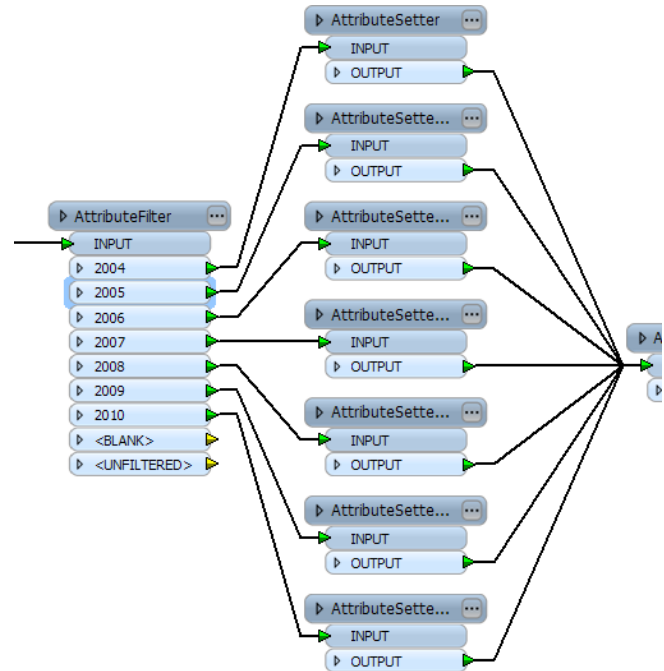 AttributeSetter
INPUT
OUTPUT
AttributeSette...
INPUT
OUTPUT
AttributeFilter
INPUT
2004
2005
2006
2007
2008
2009
2010
<BLANK>
<UNFILTERED>
AttributeSette...
INPUT
OUTPUT
AttributeSette...
INPUT
OUTPUT
A
AttributeSette...
INPUT
OUTPUT
AttributeSette...
INPUT
OUTPUT
AttributeSette...
INPUT
OUTPUT